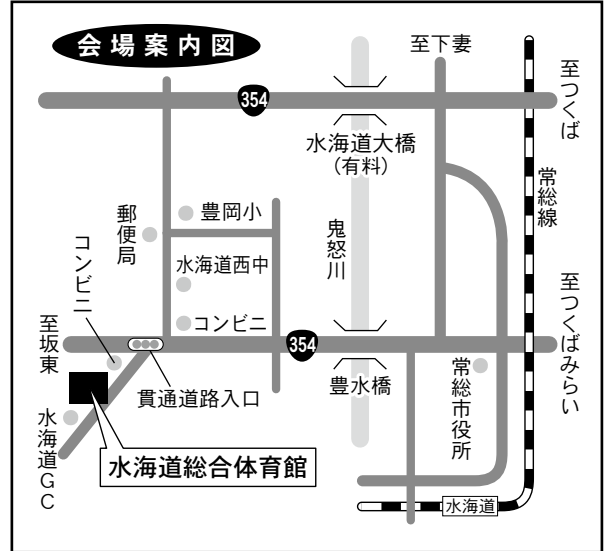 会場案内図
至下妻
至つくば
354
水海道大橋
(有料)
常総線
豊岡小
郵便局
鬼怒川
水海道西中
コンビニ
コンビニ
至つくばみらい
至坂東
354
貫通道路入口
豊水橋
常総市役所
水海道GC
水海道総合体育館
水海道